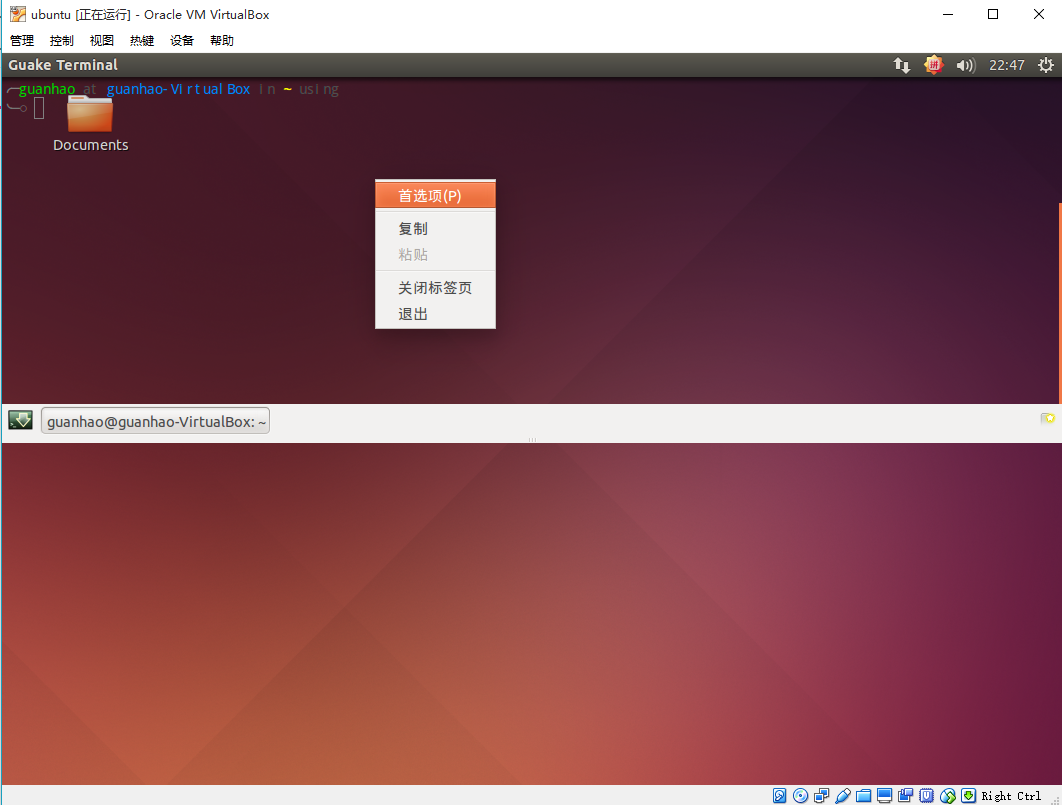 ubuntu [正在运行] - Oracle VM VirtualBox
管理 控制 视图 热键 设备 帮助
Guake Terminal 22:47
guanhao at guanhao-VirtualBox in ~ using
Documents
首选项(P)
复制
粘贴
关闭标签页
退出
guanhao@guanhao-VirtualBox: ~
Right Ctrl